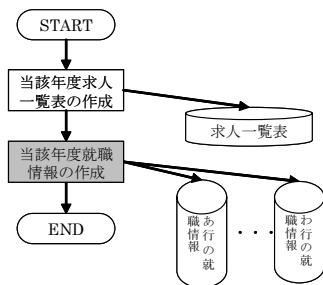 START
当該年度求人
一覧表の作成
求人一覧表
当該年度就職
情報の作成
あ行の就
職情報
・・・
わ行の就
職情報
END